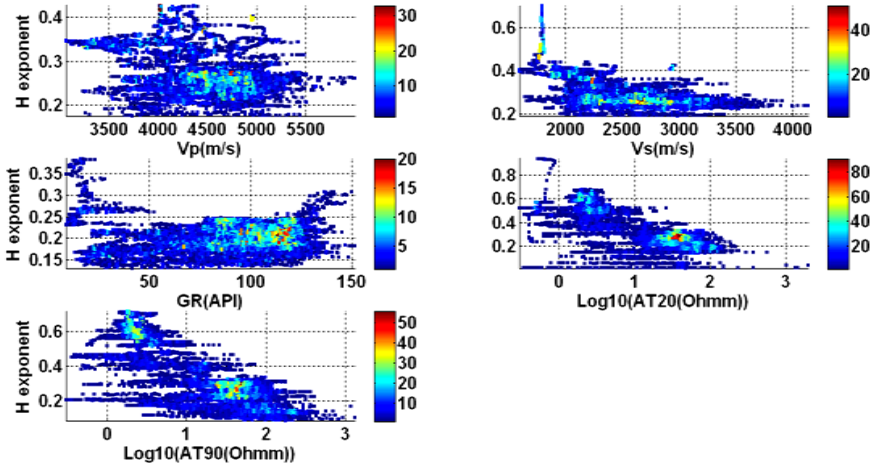 0.4
0.3
0.2
H exponent
3500 4000 4500 5000 5500
Vp(m/s)
30
20
10
0.6
0.4
0.2
2000 2500 3000 3500 4000
Vs(m/s)
40
20
0.35
0.3
0.25
0.2
0.15
H exponent
50 100 150
GR(API)
20
15
10
5
0.8
0.6
0.4
0.2
0 1 2 3
Log10(AT20(Ohmm))
80
60
40
20
0.6
0.4
0.2
H exponent
0 1 2 3
Log10(AT90(Ohmm))
50
40
30
20
10